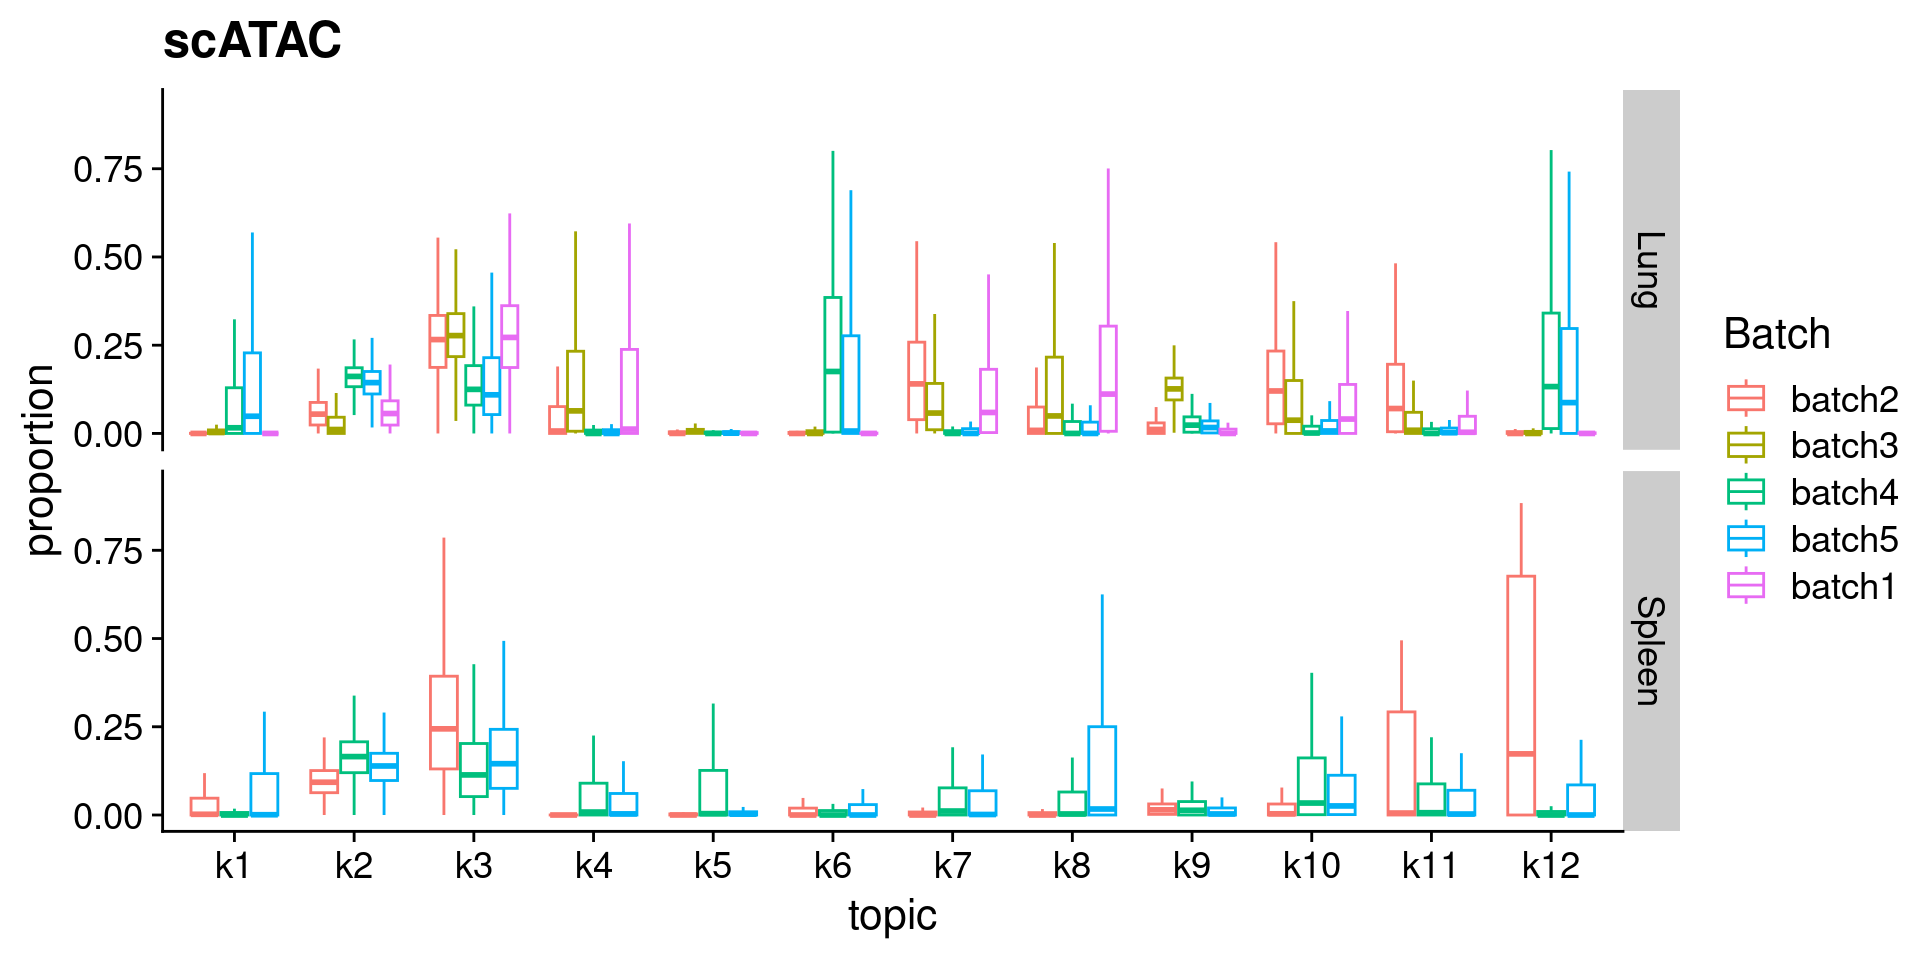 scATAC
proportion
0.75
0.50
0.25
0.00
Lung
0.75
0.50
0.25
0.00
Spleen
k1 k2 k3 k4 k5 k6 k7 k8 k9 k10 k11 k12
topic
Batch
batch2
batch3
batch4
batch5
batch1